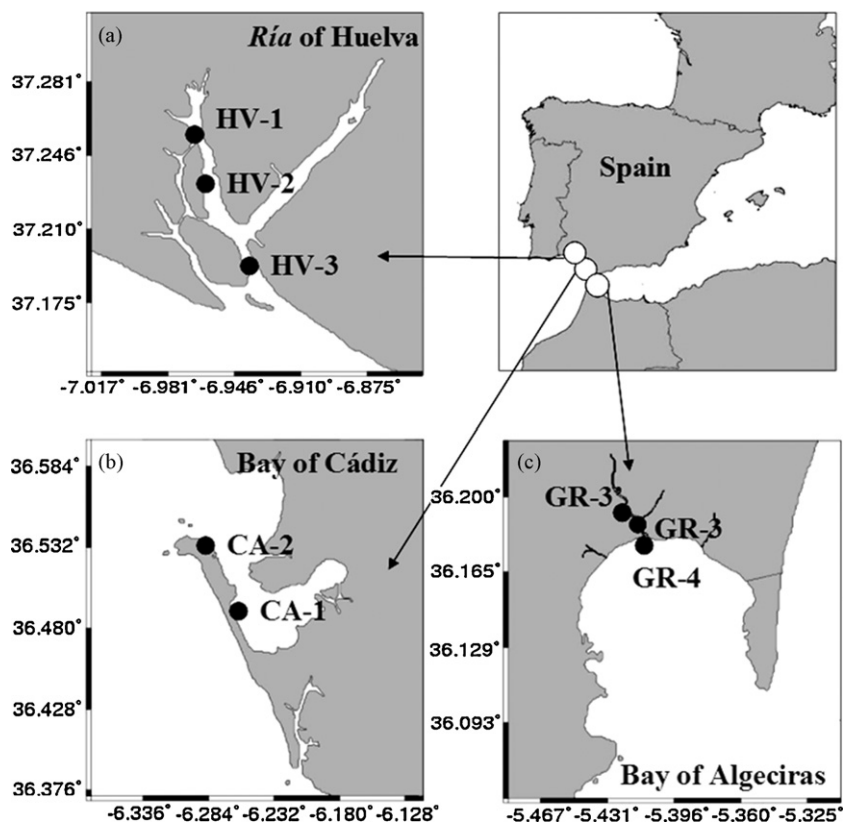 (a)
Ría of Huelva
37.281°
37.246°
37.210°
37.175°
HV-1
HV-2
HV-3
-7.017° -6.981° -6.946° -6.910° -6.875°
Spain
(b)
Bay of Cádiz
36.584°
36.532°
36.480°
36.428°
36.376°
CA-2
CA-1
-6.336° -6.284° -6.232° -6.180° -6.128°
(c)
36.200°
36.165°
36.129°
36.093°
GR-3'
GR-3
GR-4
Bay of Algeciras
-5.467° -5.431° -5.396° -5.360° -5.325°